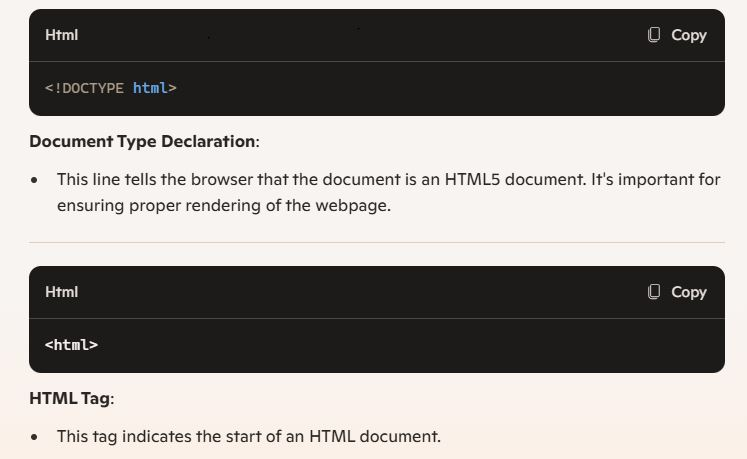 Html Copy
<!DOCTYPE html>
Document Type Declaration:
• This line tells the browser that the document is an HTML5 document. It's important for
ensuring proper rendering of the webpage.
Html Copy
<html>
HTML Tag:
• This tag indicates the start of an HTML document.